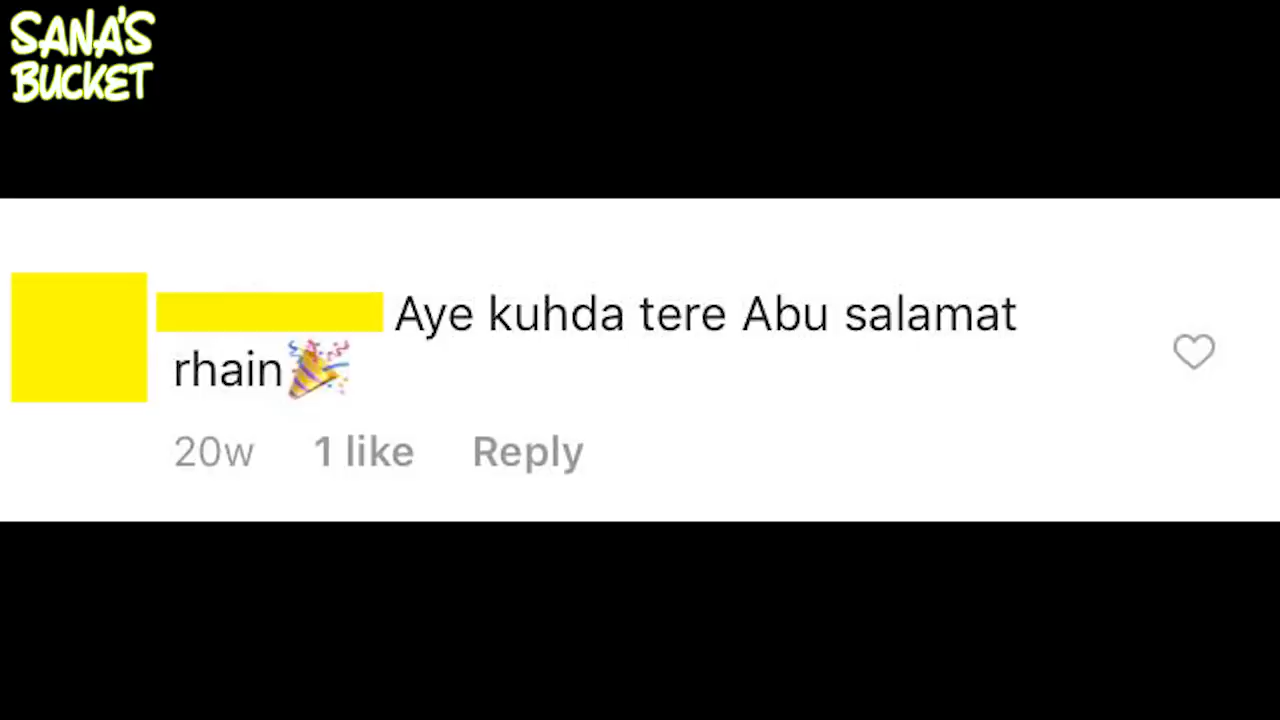 SANA'S
BUCKET
Aye kuhda tere Abu salamat
rhain🎉
20w 1 like Reply